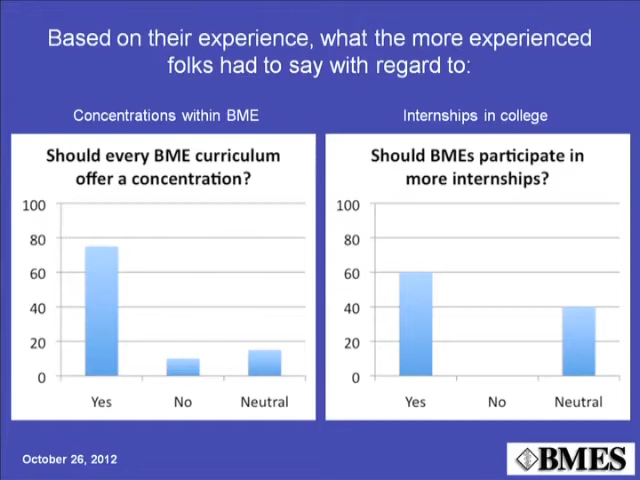 Based on their experience, what the more experienced
folks had to say with regard to:
Concentrations within BME
Internships in college
Should every BME curriculum
offer a concentration?
100
80
60
40
20
0
Yes No Neutral
Should BMEs participate in
more internships?
100
80
60
40
20
0
Yes No Neutral
October 26, 2012
BMES